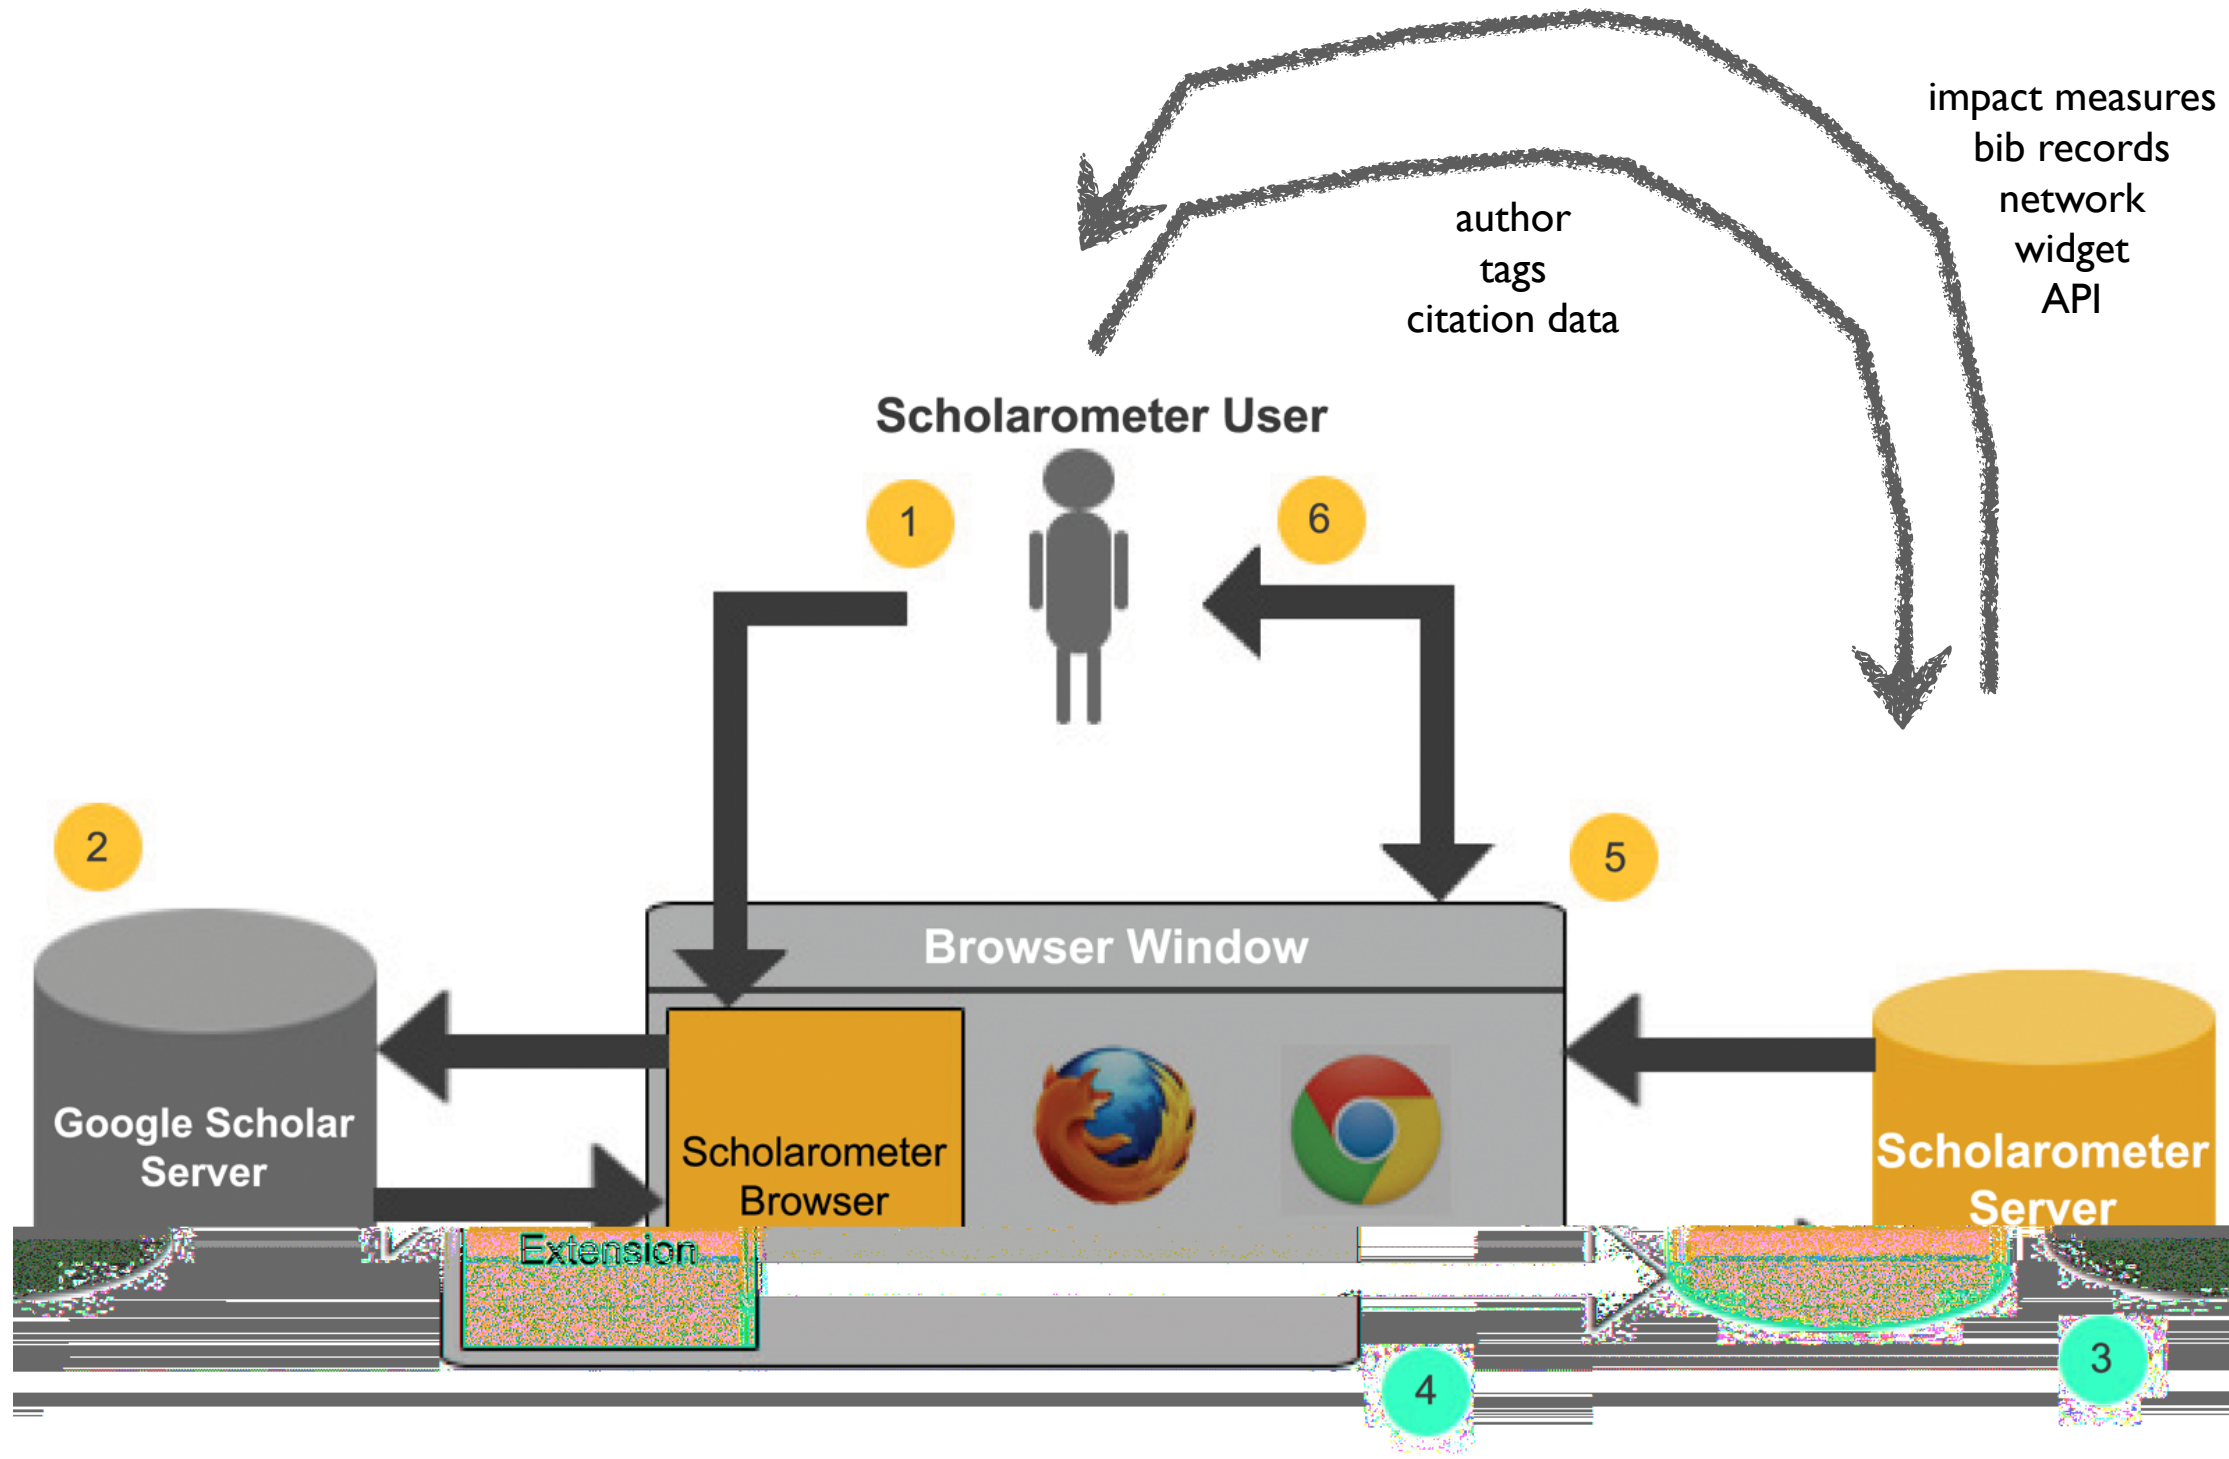 impact measures
bib records
network
widget
API
author
tags
citation data
Scholarometer User
1
6
2
5
Browser Window
Google Scholar
Server
Scholarometer
Browser
Extension
Scholarometer
Server
3
4